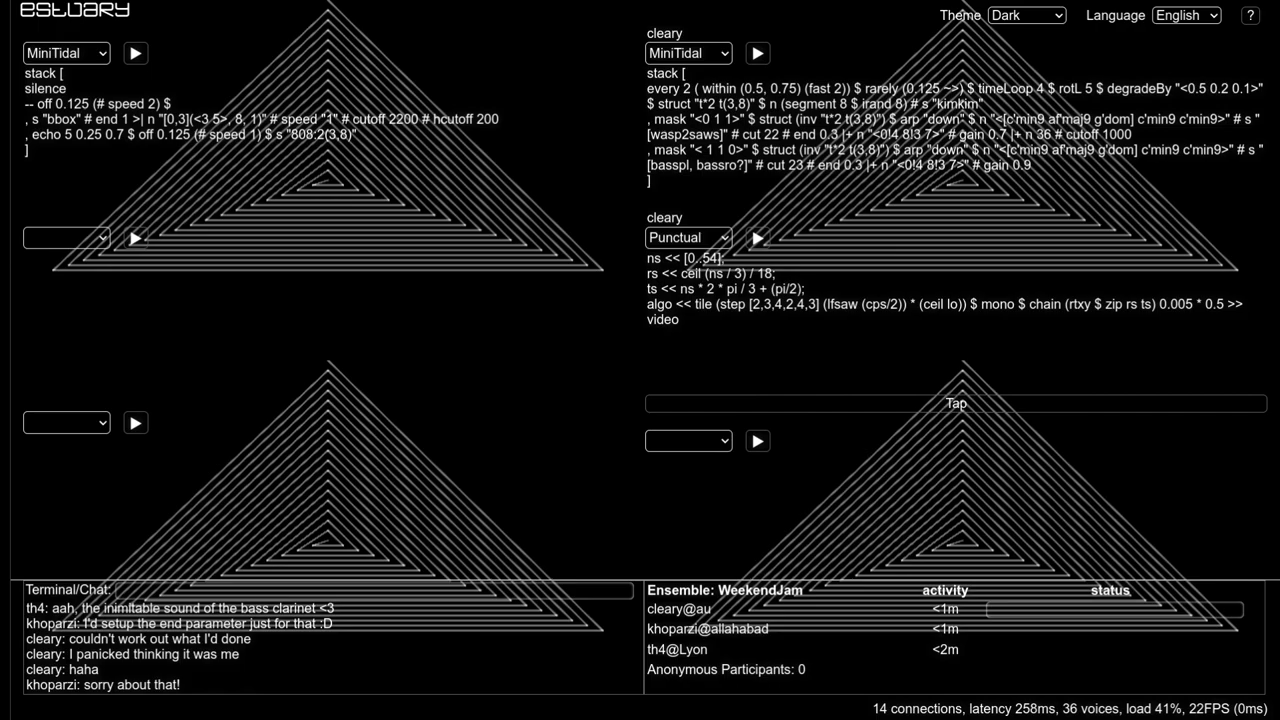 estuary
Theme Dark Language English ?
MiniTidal
stack [
silence
-- off 0.125 (# speed 2) $
, s "bbox" # end 1 >| n "[0,3](<3 5>, 8, 1)" # speed "1" # cutoff 2200 # hcutoff 200
, echo 5 0.25 0.7 $ off 0.125 (# speed 1) $ s "808:2(3,8)"
]
cleary
MiniTidal
stack [
every 2 ( within (0.5, 0.75) (fast 2)) $ rarely (0.125 ~>) $ timeLoop 4 $ rotL 5 $ degradeBy "<0.5 0.2 0.1>"
$ struct "t*2 t(3,8)" $ n (segment 8 $ irand 8) # s "kimkim"
, mask "<0 1 1>" $ struct (inv "t*2 t(3,8)") $ arp "down" $ n "<[c'min9 af'maj9 g'dom] c'min9 c'min9>" # s "
[wasp2saws]" # cut 22 # end 0.3 |+ n "<0!4 8!3 7>" # gain 0.7 |+ n 36 # cutoff 1000
, mask "< 1 1 0>" $ struct (inv "t*2 t(3,8)") $ arp "down" $ n "<[c'min9 af'maj9 g'dom] c'min9 c'min9>" # s "
[basspl, bassro?]" # cut 23 # end 0.3 |+ n "<0!4 8!3 7>" # gain 0.9
]
cleary
Punctual
ns << [0..54];
rs << ceil (ns / 3) / 18;
ts << ns * 2 * pi / 3 + (pi/2);
algo << tile (step [2,3,4,2,4,3] (lfsaw (cps/2)) * (ceil lo)) $ mono $ chain (rtxy $ zip rs ts) 0.005 * 0.5 >>
video
Tap
Terminal/Chat:
th4: aah, the inimitable sound of the bass clarinet <3
khoparzi: I'd setup the end parameter just for that :D
cleary: couldn't work out what I'd done
cleary: I panicked thinking it was me
cleary: haha
khoparzi: sorry about that!
Ensemble: WeekendJam activity status
cleary@au <1m
khoparzi@allahabad <1m
th4@Lyon <2m
Anonymous Participants: 0
14 connections, latency 258ms, 36 voices, load 41%, 22FPS (0ms)